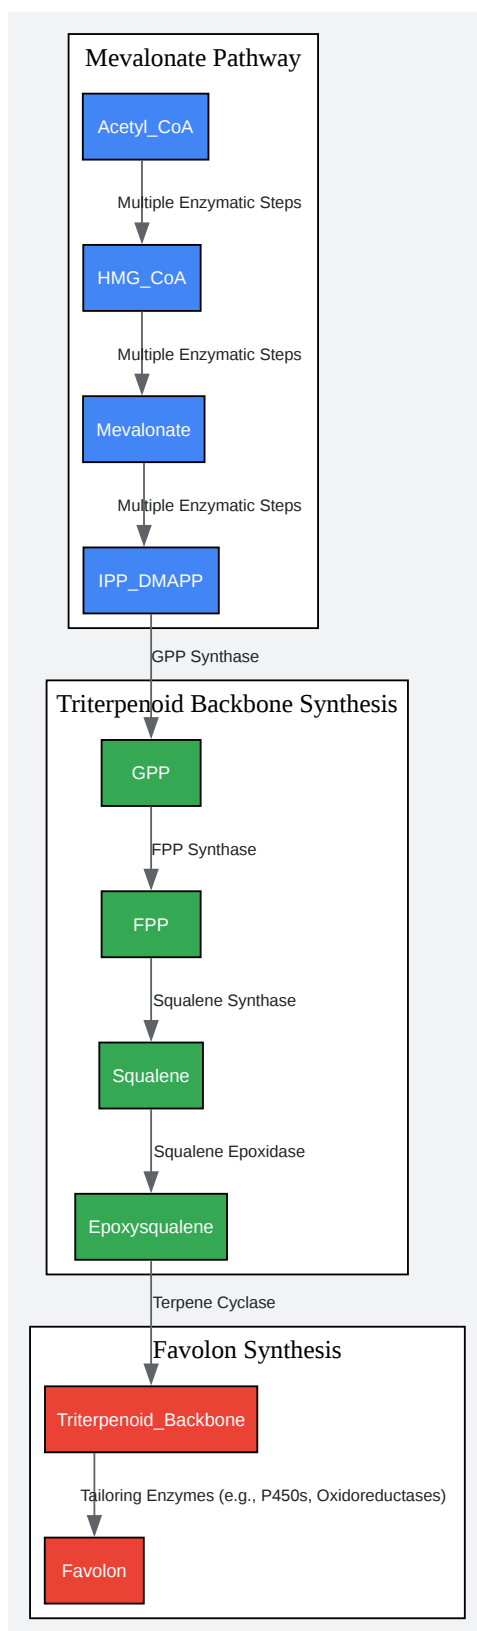 Mevalonate Pathway
Acetyl_CoA
Multiple Enzymatic Steps
HMG_CoA
Multiple Enzymatic Steps
Mevalonate
Multiple Enzymatic Steps
IPP_DMAPP
GPP Synthase
Triterpenoid Backbone Synthesis
GPP
FPP Synthase
FPP
Squalene Synthase
Squalene
Squalene Epoxidase
Epoxysqualene
Terpene Cyclase
Favolon Synthesis
Triterpenoid_Backbone
Tailoring Enzymes (e.g., P450s, Oxidoreductases)
Favolon